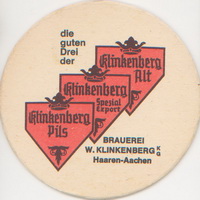 die
guten
Drei
der
Klinkenberg
Alt
Klinkenberg
Spezial
Export
Klinkenberg
Pils
BRAUEREI
W. KLINKENBERG KG
Haaren-Aachen